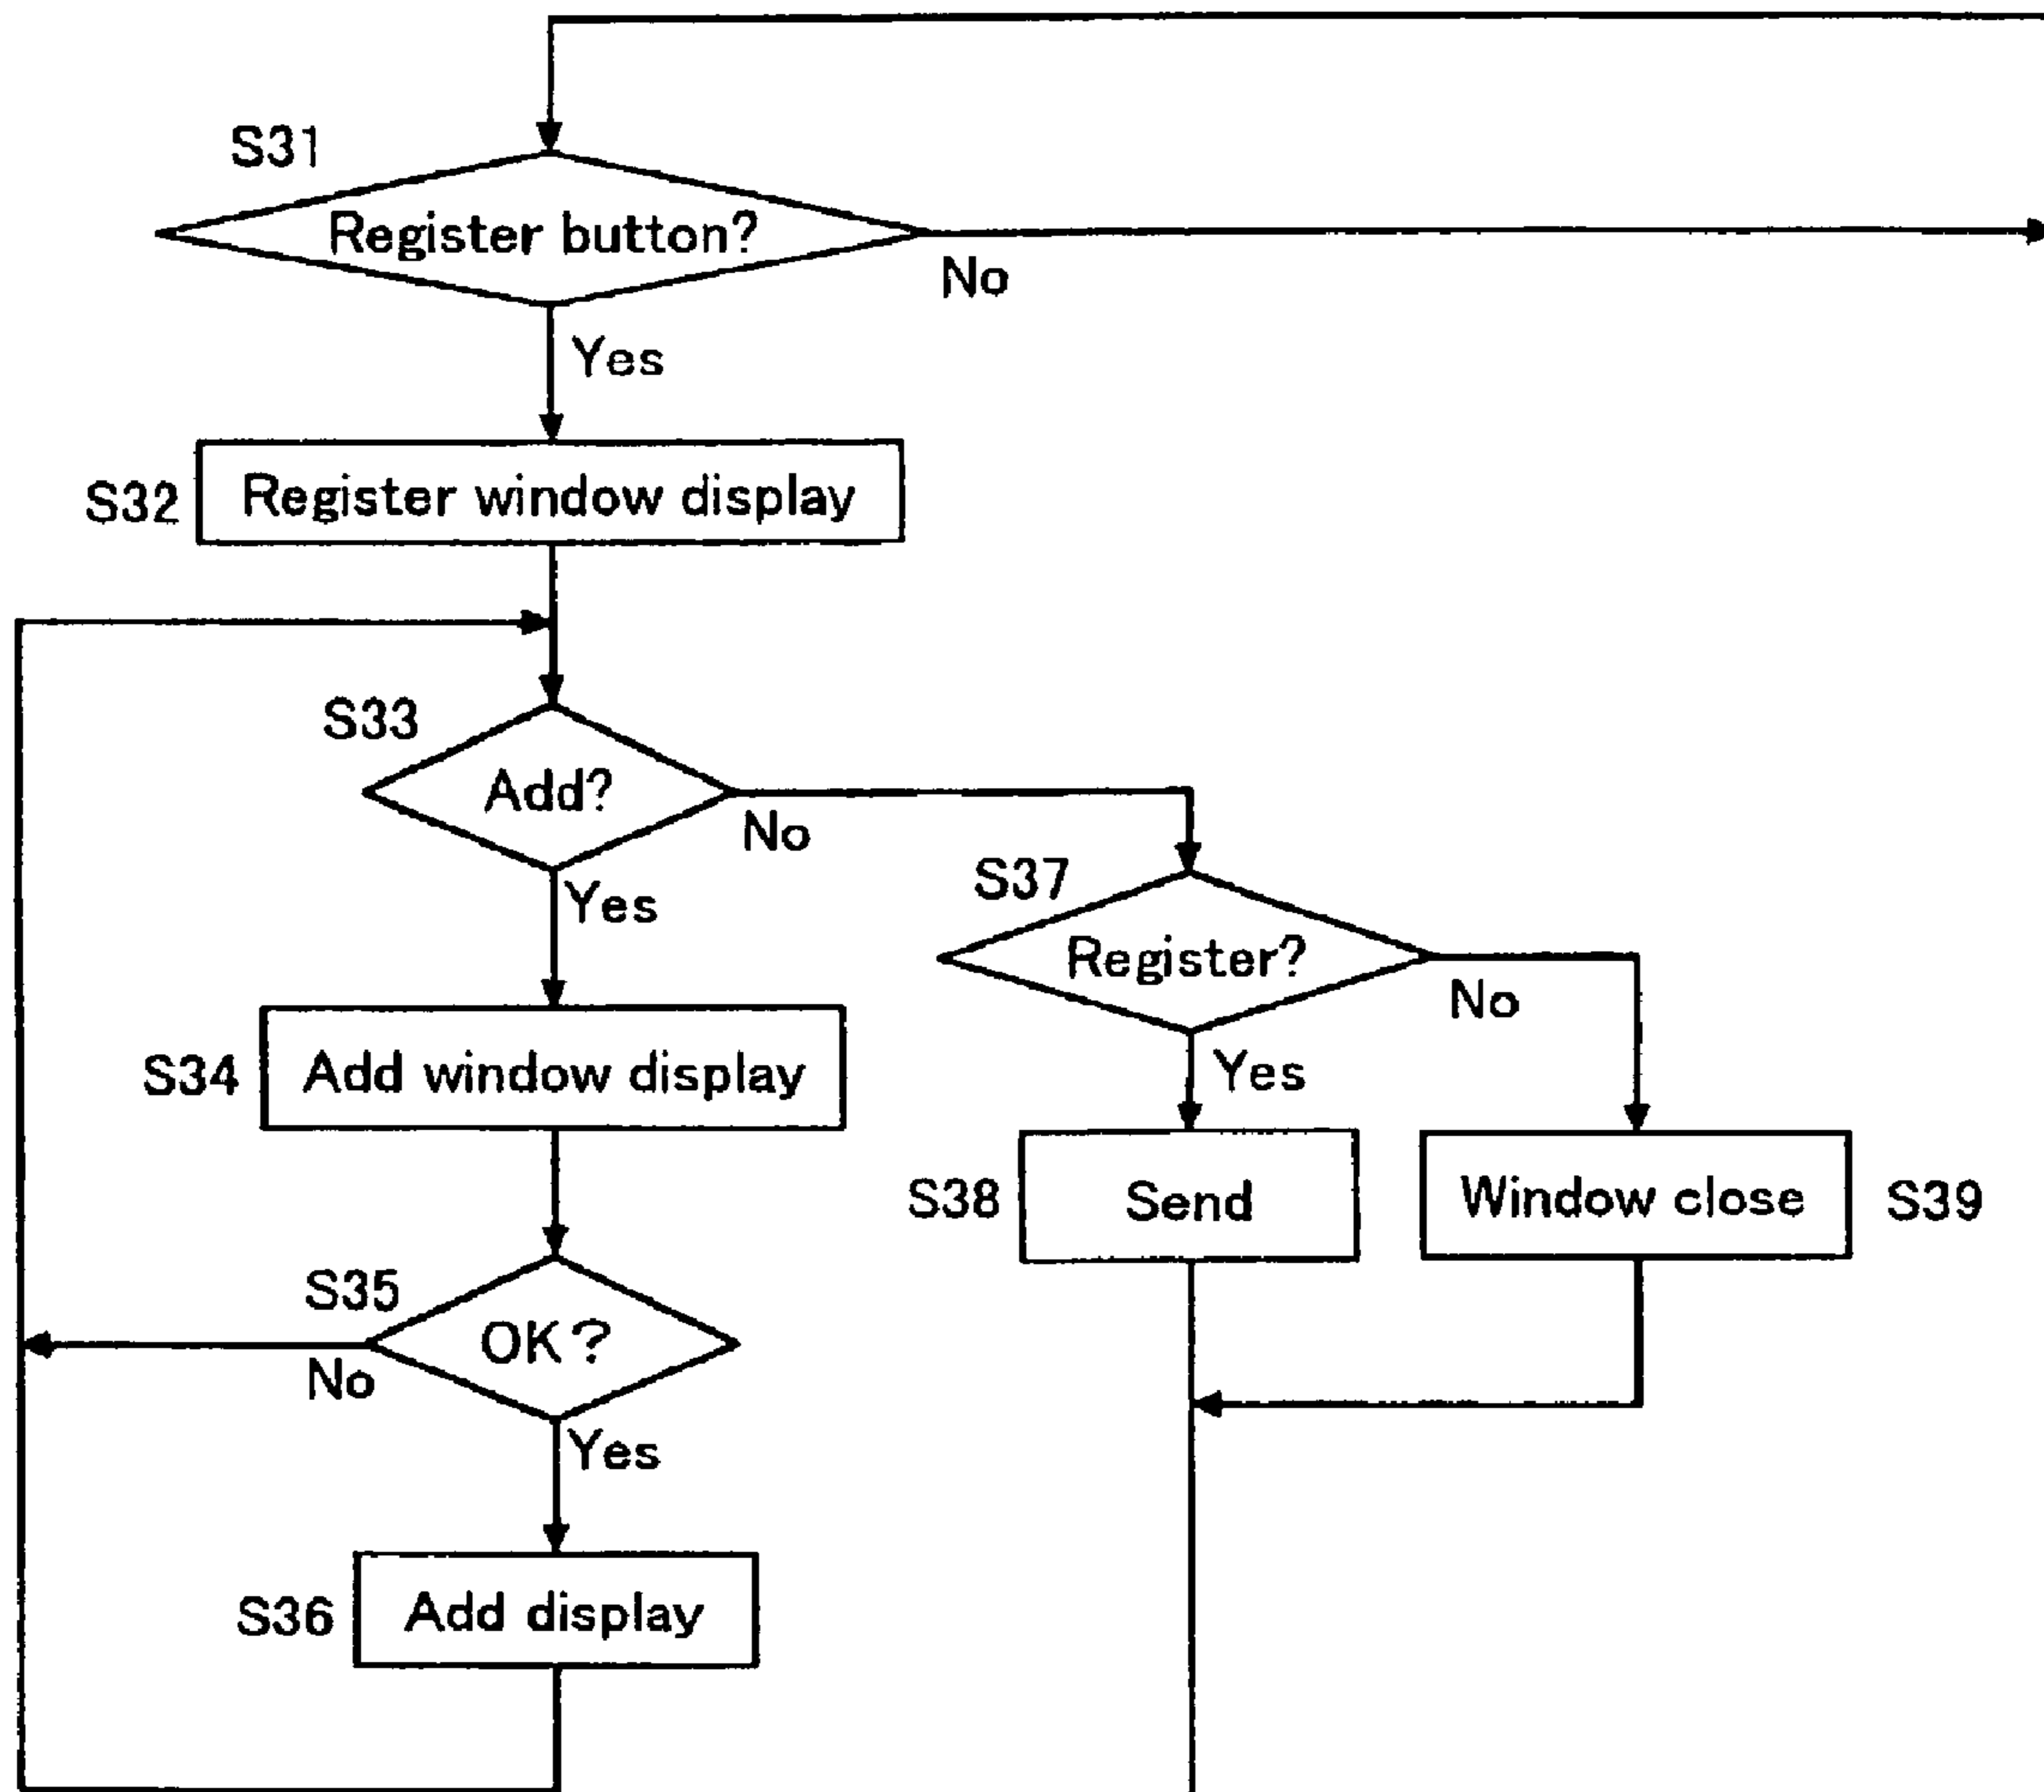 S31
Register button?
No
Yes
S32
Register window display
S33
Add?
No
Yes
S37
Register?
No
Yes
S34
Add window display
S38
Send
Window close
S39
S35
OK?
No
Yes
S36
Add display